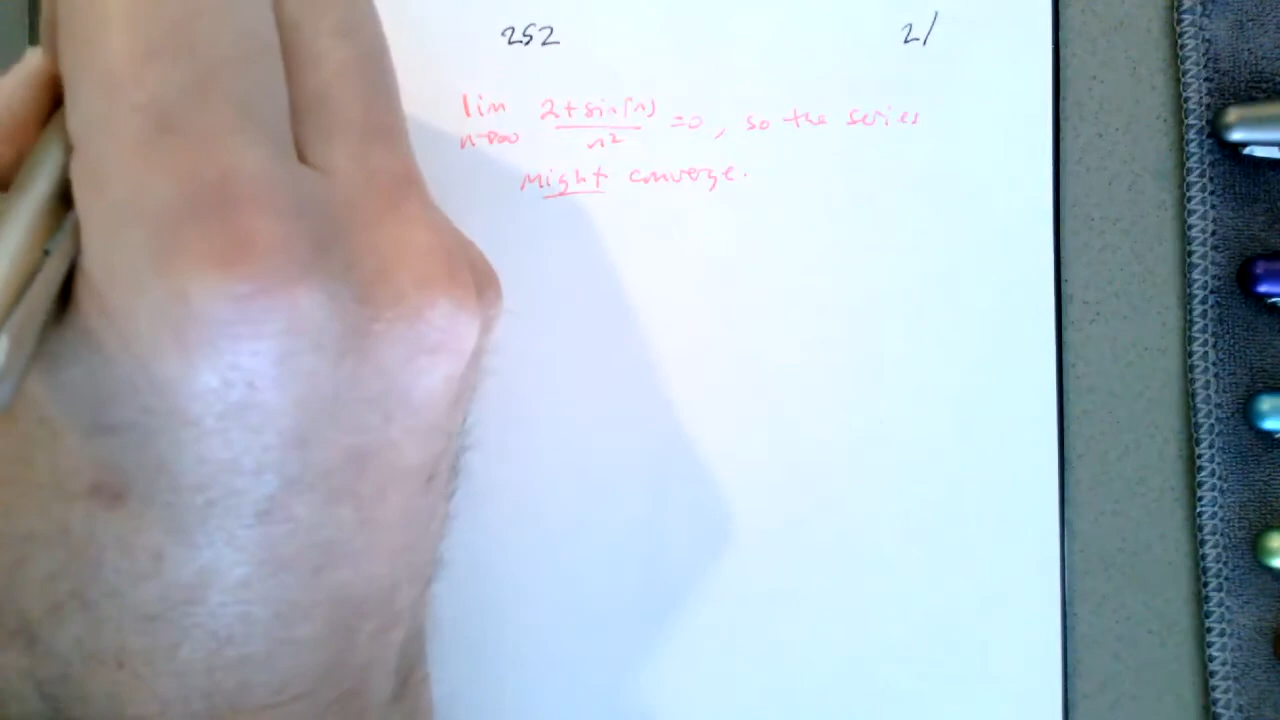 252 2/
lim n→∞ 2+sin(n)/n² =0, so the series
might converge.